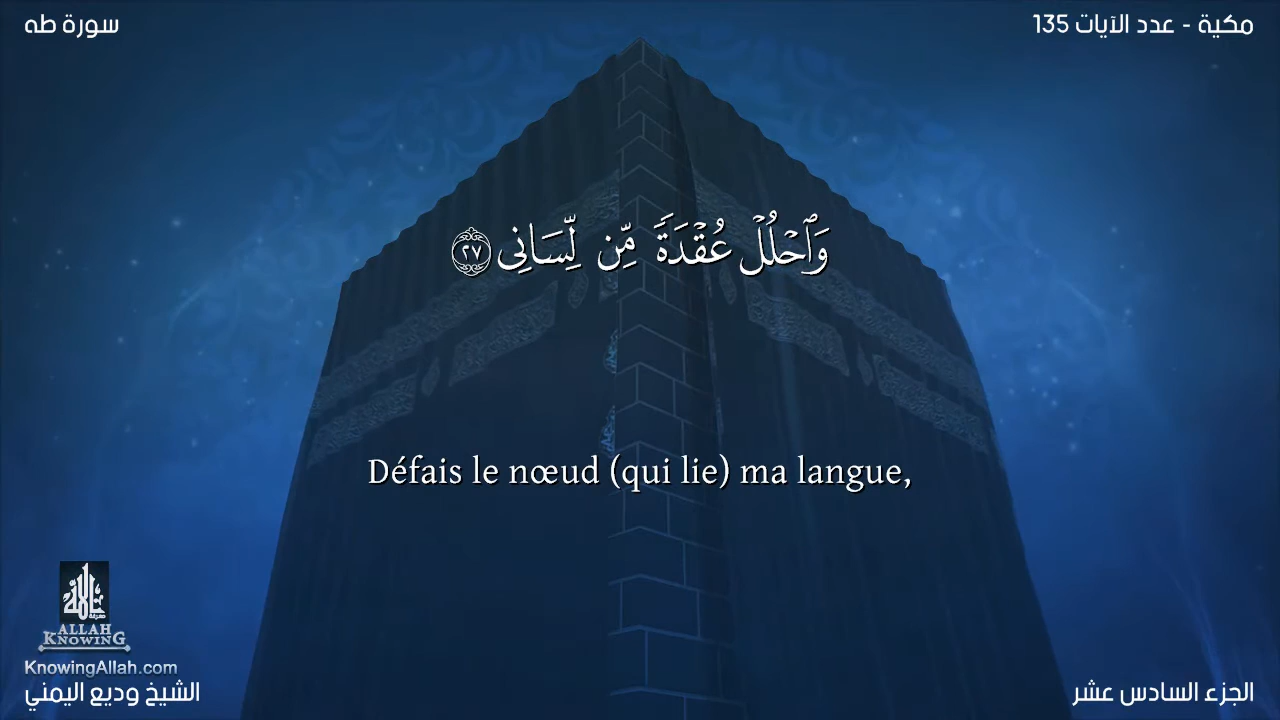 سورة طه
مكية - عدد الآيات 135
وَٱحْلُلْ عُقْدَةً مِّن لِّسَانِى ٢٧
Défais le nœud (qui lie) ma langue,
ALLAH
KNOWING
KnowingAllah.com
الشيخ وديع اليمني
الجزء السادس عشر